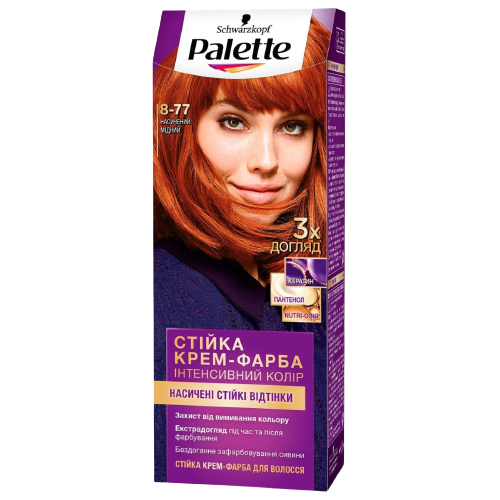 Schwarzkopf
Palette
8-77
НАСИЧЕНИЙ
МІДНИЙ
3x
ДОГЛЯД
КЕРАТИН
ПАНТЕНОЛ
NUTRI-ОЛІЯ
СТІЙКА
КРЕМ-ФАРБА
ІНТЕНСИВНИЙ КОЛІР
НАСИЧЕНІ СТІЙКІ ВІДТІНКИ
Захист від вимивання кольору
Екстрадогляд під час та після
фарбування
Бездоганне зафарбовування сивини
СТІЙКА КРЕМ-ФАРБА ДЛЯ ВОЛОССЯ